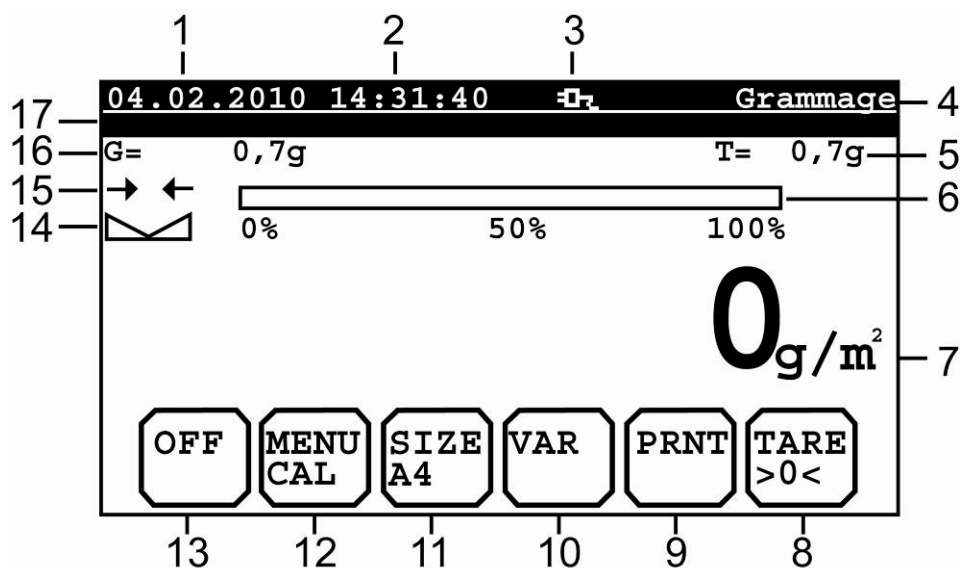 1 2 3
04.02.2010 14:31:40 Grammage 4
17
16 G= 0,7g T= 0,7g 5
15 6
14 0% 50% 100%
0g/m² 7
OFF MENU SIZE VAR PRNT TARE
CAL A4 >0<
13 12 11 10 9 8